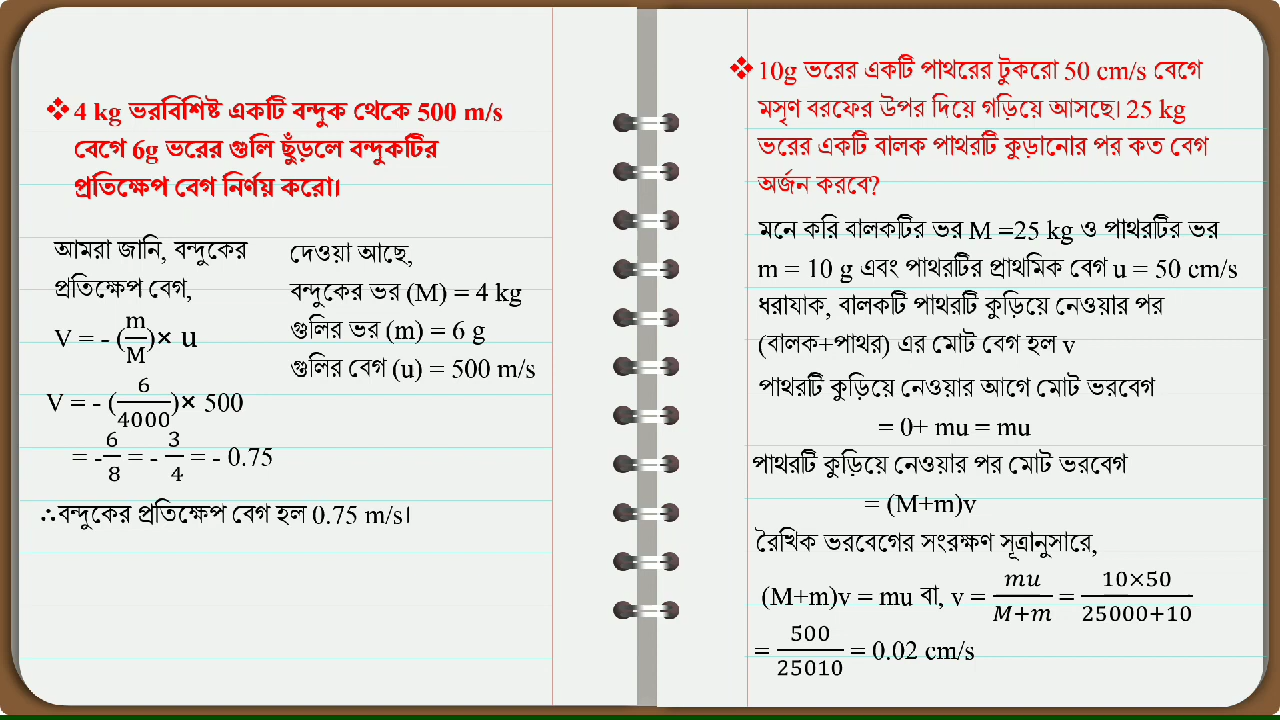 ❖ 4 kg ভরবিশিষ্ট একটি বন্দুক থেকে 500 m/s
বেগে 6g ভরের গুলি ছুঁড়লে বন্দুকটির
প্রতিক্ষেপ বেগ নির্ণয় করো।
আমরা জানি, বন্দুকের
প্রতিক্ষেপ বেগ,
V = - (m/M)× u
দেওয়া আছে,
বন্দুকের ভর (M) = 4 kg
গুলির ভর (m) = 6 g
গুলির বেগ (u) = 500 m/s
V = - (6/4000)× 500
= -6/8 = - 3/4 = - 0.75
∴বন্দুকের প্রতিক্ষেপ বেগ হল 0.75 m/s।
❖ 10g ভরের একটি পাথরের টুকরো 50 cm/s বেগে
মসৃণ বরফের উপর দিয়ে গড়িয়ে আসছে। 25 kg
ভরের একটি বালক পাথরটি কুড়ানোর পর কত বেগ
অর্জন করবে?
মনে করি বালকটির ভর M =25 kg ও পাথরটির ভর
m = 10 g এবং পাথরটির প্রাথমিক বেগ u = 50 cm/s
ধরাযাক, বালকটি পাথরটি কুড়িয়ে নেওয়ার পর
(বালক+পাথর) এর মোট বেগ হল v
পাথরটি কুড়িয়ে নেওয়ার আগে মোট ভরবেগ
= 0+ mu = mu
পাথরটি কুড়িয়ে নেওয়ার পর মোট ভরবেগ
= (M+m)v
রৈখিক ভরবেগের সংরক্ষণ সূত্রানুসারে,
(M+m)v = mu বা, v = mu/M+m = 10×50/25000+10
= 500/25010 = 0.02 cm/s